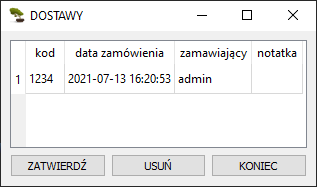 DOSTAWY
kod data zamówienia zamawiający notatka
1 1234 2021-07-13 16:20:53 admin
ZATWIERDŹ USUŃ KONIEC